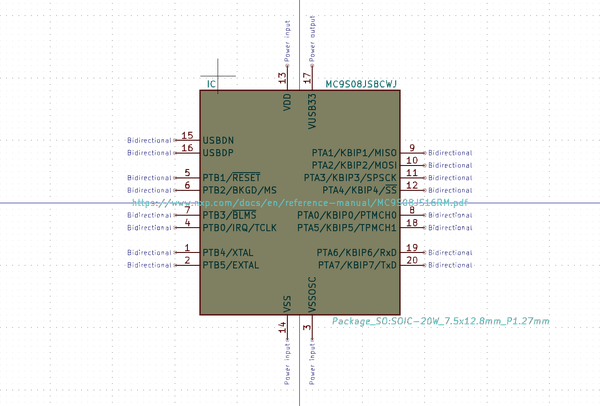 Power input
Power output
13
17
IC
MC9S08JS8CWJ
VDD
VUSB33
Bidirectional 15 USBDN
Bidirectional 16 USBDP
PTA1/KBIP1/MISO 9 Bidirectional
PTA2/KBIP2/MOSI 10 Bidirectional
Bidirectional 5 PTB1/RESET
PTA3/KBIP3/SPSCK 11 Bidirectional
Bidirectional 6 PTB2/BKGD/MS
PTA4/KBIP4/SS 12 Bidirectional
https://www.nxp.com/docs/en/reference-manual/MC9S08JS16RM.pdf
Bidirectional 7 PTB3/BLMS
PTA0/KBIP0/PTMCH0 8 Bidirectional
Bidirectional 4 PTB0/IRQ/TCLK
PTA5/KBIP5/TPMCH1 18 Bidirectional
Bidirectional 1 PTB4/XTAL
PTA6/KBIP6/RxD 19 Bidirectional
Bidirectional 2 PTB5/EXTAL
PTA7/KBIP7/TxD 20 Bidirectional
VSS
VSSOSC
14
3
Package_SO:SOIC-20W_7.5x12.8mm_P1.27mm
Power input
Power input